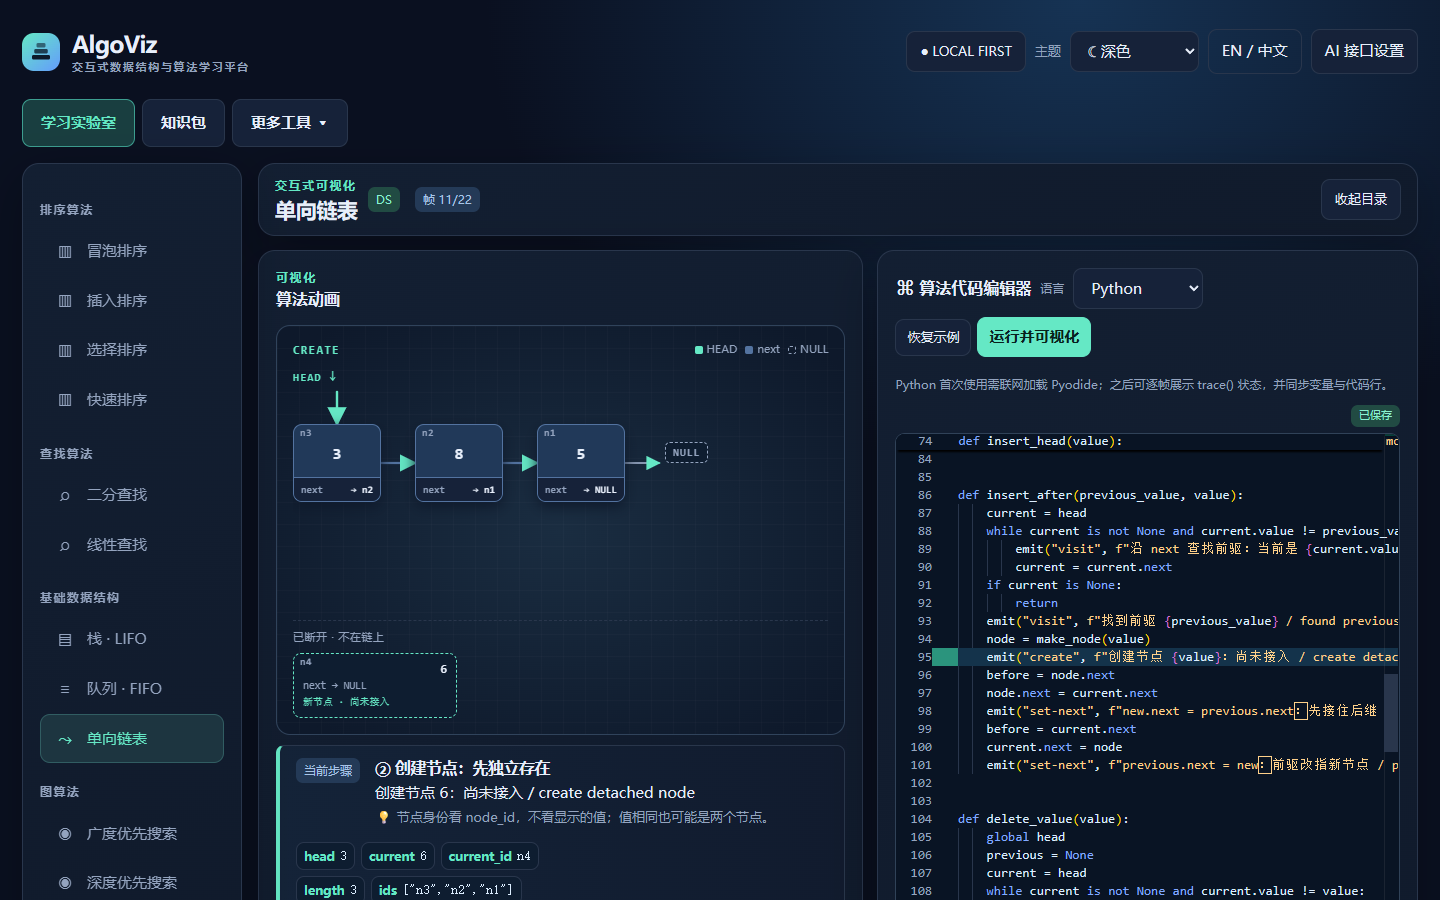 AlgoViz
交互式数据结构与算法学习平台
● LOCAL FIRST
主题
☾ 深色
EN / 中文
AI 接口设置
学习实验室
知识包
更多工具 ▾
排序算法
冒泡排序
插入排序
选择排序
快速排序
查找算法
二分查找
线性查找
基础数据结构
栈 · LIFO
队列 · FIFO
单向链表
图算法
广度优先搜索
深度优先搜索
交互式可视化
单向链表
DS
帧 11/22
收起目录
可视化
算法动画
CREATE
HEAD
next
NULL
HEAD ↓
n3
3
next → n2
n2
8
next → n1
n1
5
next → NULL
NULL
已断开 · 不在链上
n4
6
next → NULL
新节点 · 尚未接入
当前步骤
② 创建节点：先独立存在
创建节点 6：尚未接入 / create detached node
💡 节点身份看 node_id，不看显示的值；值相同也可能是两个节点。
head 3
current 6
current_id n4
length 3
ids ["n3","n2","n1"]
⌘ 算法代码编辑器
语言
Python
恢复示例
运行并可视化
Python 首次使用需联网加载 Pyodide；之后可逐帧展示 trace() 状态，并同步变量与代码行。
已保存
74 def insert_head(value):
84
85
86 def insert_after(previous_value, value):
87 current = head
88 while current is not None and current.value != previous_va
89 emit("visit", f"沿 next 查找前驱：当前是 {current.valu
90 current = current.next
91 if current is None:
92 return
93 emit("visit", f"找到前驱 {previous_value} / found previous
94 node = make_node(value)
95 emit("create", f"创建节点 {value}：尚未接入 / create detac
96 before = node.next
97 node.next = current.next
98 emit("set-next", f"new.next = previous.next：先接住后继
99 before = current.next
100 current.next = node
101 emit("set-next", f"previous.next = new：前驱改指新节点 / p
102
103
104 def delete_value(value):
105 global head
106 previous = None
107 current = head
108 while current is not None and current.value != value: